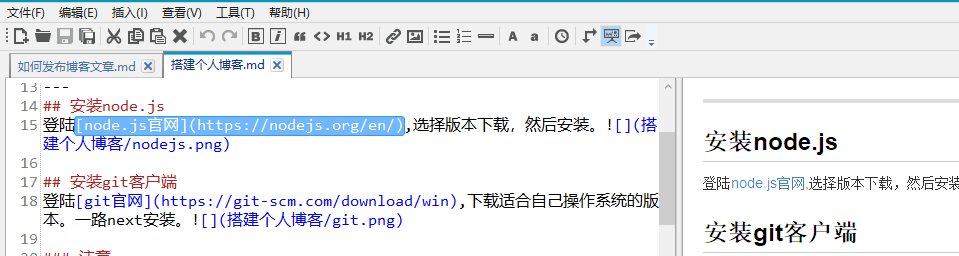 文件(F) 编辑(E) 插入(I) 查看(V) 工具(T) 帮助(H)
B i H1 H2 A a
如何发布博客文章.md 搭建个人博客.md
13 ---
14 ## 安装node.js
15 登陆[node.js官网](https://nodejs.org/en/),选择版本下载，然后安装。![](搭
建个人博客/nodejs.png)
16
17 ## 安装git客户端
18 登陆[git官网](https://git-scm.com/download/win),下载适合自己操作系统的版
本。一路next安装。![](搭建个人博客/git.png)
19
20 ### 注意
安装node.js
登陆node.js官网,选择版本下载，然后安装
安装git客户端